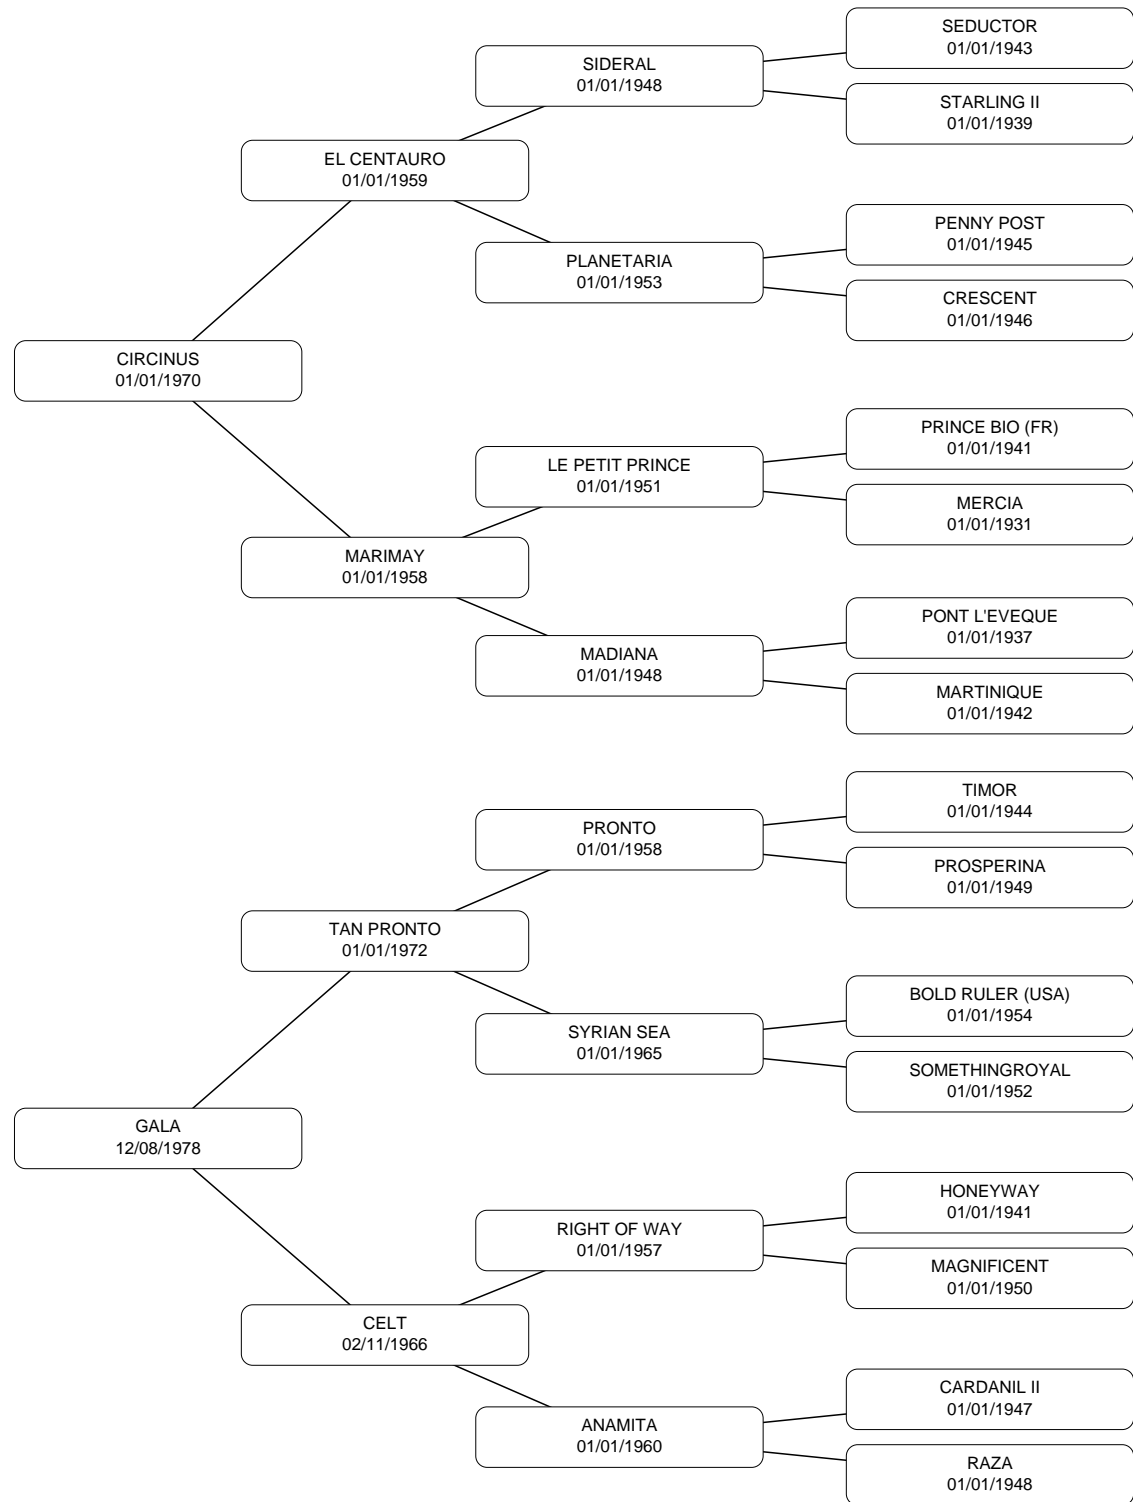 SEDUCTOR
01/01/1943
SIDERAL
01/01/1948
STARLING II
01/01/1939
EL CENTAURO
01/01/1959
PENNY POST
01/01/1945
PLANETARIA
01/01/1953
CRESCENT
01/01/1946
CIRCINUS
01/01/1970
PRINCE BIO (FR)
01/01/1941
LE PETIT PRINCE
01/01/1951
MERCIA
01/01/1931
MARIMAY
01/01/1958
PONT L'EVEQUE
01/01/1937
MADIANA
01/01/1948
MARTINIQUE
01/01/1942
TIMOR
01/01/1944
PRONTO
01/01/1958
PROSPERINA
01/01/1949
TAN PRONTO
01/01/1972
BOLD RULER (USA)
01/01/1954
SYRIAN SEA
01/01/1965
SOMETHINGROYAL
01/01/1952
GALA
12/08/1978
HONEYWAY
01/01/1941
RIGHT OF WAY
01/01/1957
MAGNIFICENT
01/01/1950
CELT
02/11/1966
CARDANIL II
01/01/1947
ANAMITA
01/01/1960
RAZA
01/01/1948